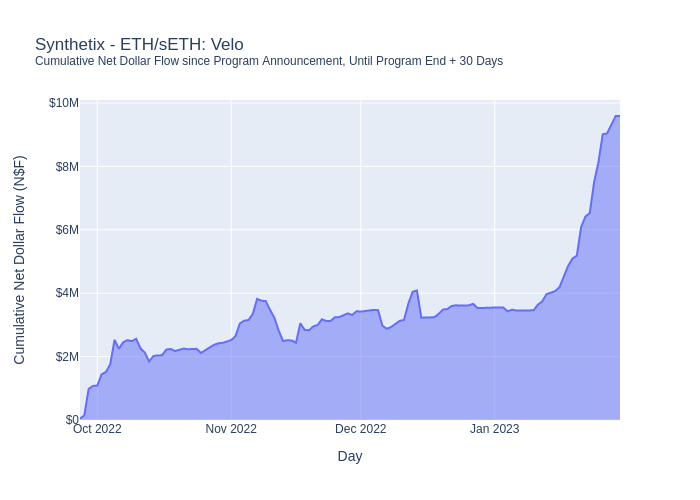 Synthetix - ETH/sETH: Velo
Cumulative Net Dollar Flow since Program Announcement, Until Program End + 30 Days
$10M
$8M
$6M
$4M
$2M
$0
Cumulative Net Dollar Flow (N$F)
Oct 2022
Nov 2022
Dec 2022
Jan 2023
Day